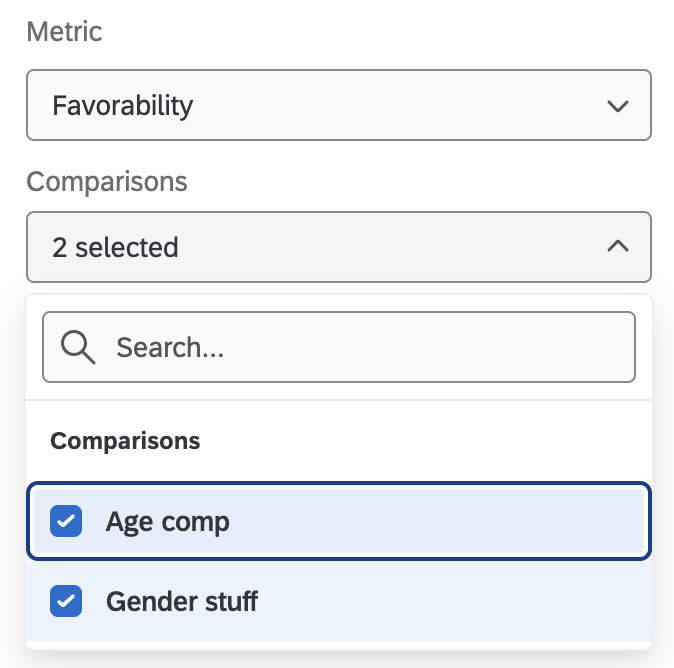 Metric
Favorability
Comparisons
2 selected
Search...
Comparisons
Age comp
Gender stuff